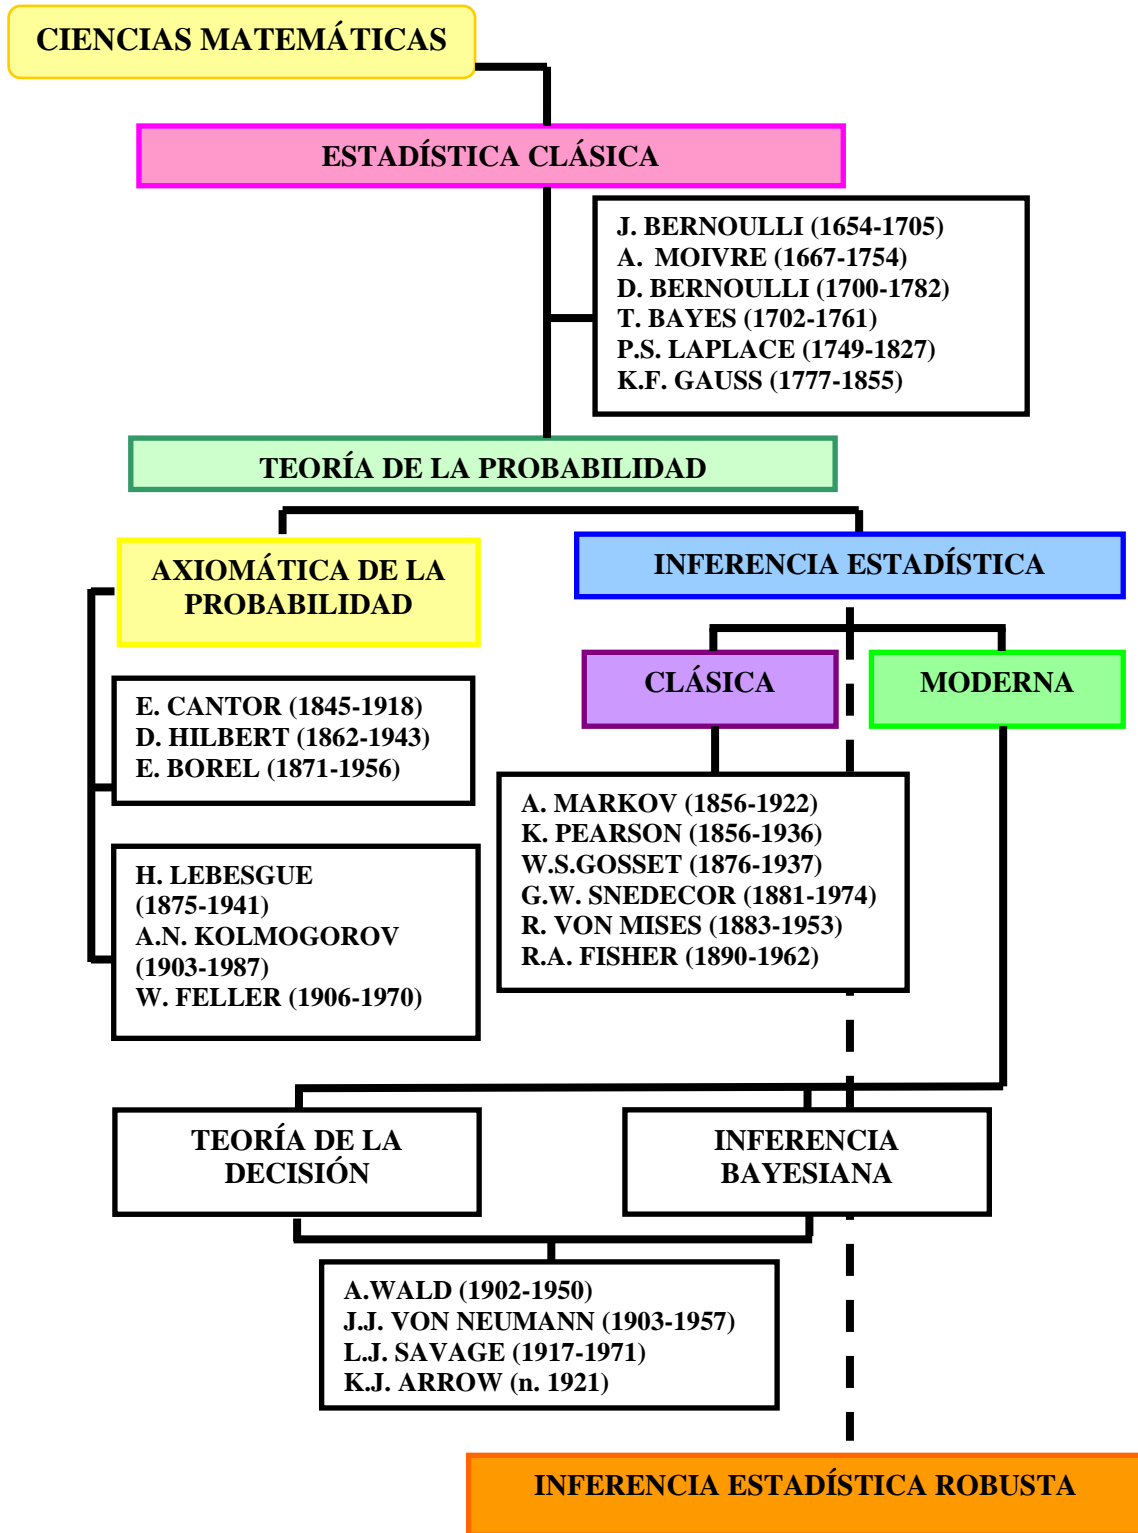 CIENCIAS MATEMÁTICAS
ESTADÍSTICA CLÁSICA
J. BERNOULLI (1654-1705)
A. MOIVRE (1667-1754)
D. BERNOULLI (1700-1782)
T. BAYES (1702-1761)
P.S. LAPLACE (1749-1827)
K.F. GAUSS (1777-1855)
TEORÍA DE LA PROBABILIDAD
AXIOMÁTICA DE LA
PROBABILIDAD
INFERENCIA ESTADÍSTICA
CLÁSICA
MODERNA
E. CANTOR (1845-1918)
D. HILBERT (1862-1943)
E. BOREL (1871-1956)
H. LEBESGUE
(1875-1941)
A.N. KOLMOGOROV
(1903-1987)
W. FELLER (1906-1970)
A. MARKOV (1856-1922)
K. PEARSON (1856-1936)
W.S.GOSSET (1876-1937)
G.W. SNEDECOR (1881-1974)
R. VON MISES (1883-1953)
R.A. FISHER (1890-1962)
TEORÍA DE LA
DECISIÓN
INFERENCIA
BAYESIANA
A.WALD (1902-1950)
J.J. VON NEUMANN (1903-1957)
L.J. SAVAGE (1917-1971)
K.J. ARROW (n. 1921)
INFERENCIA ESTADÍSTICA ROBUSTA